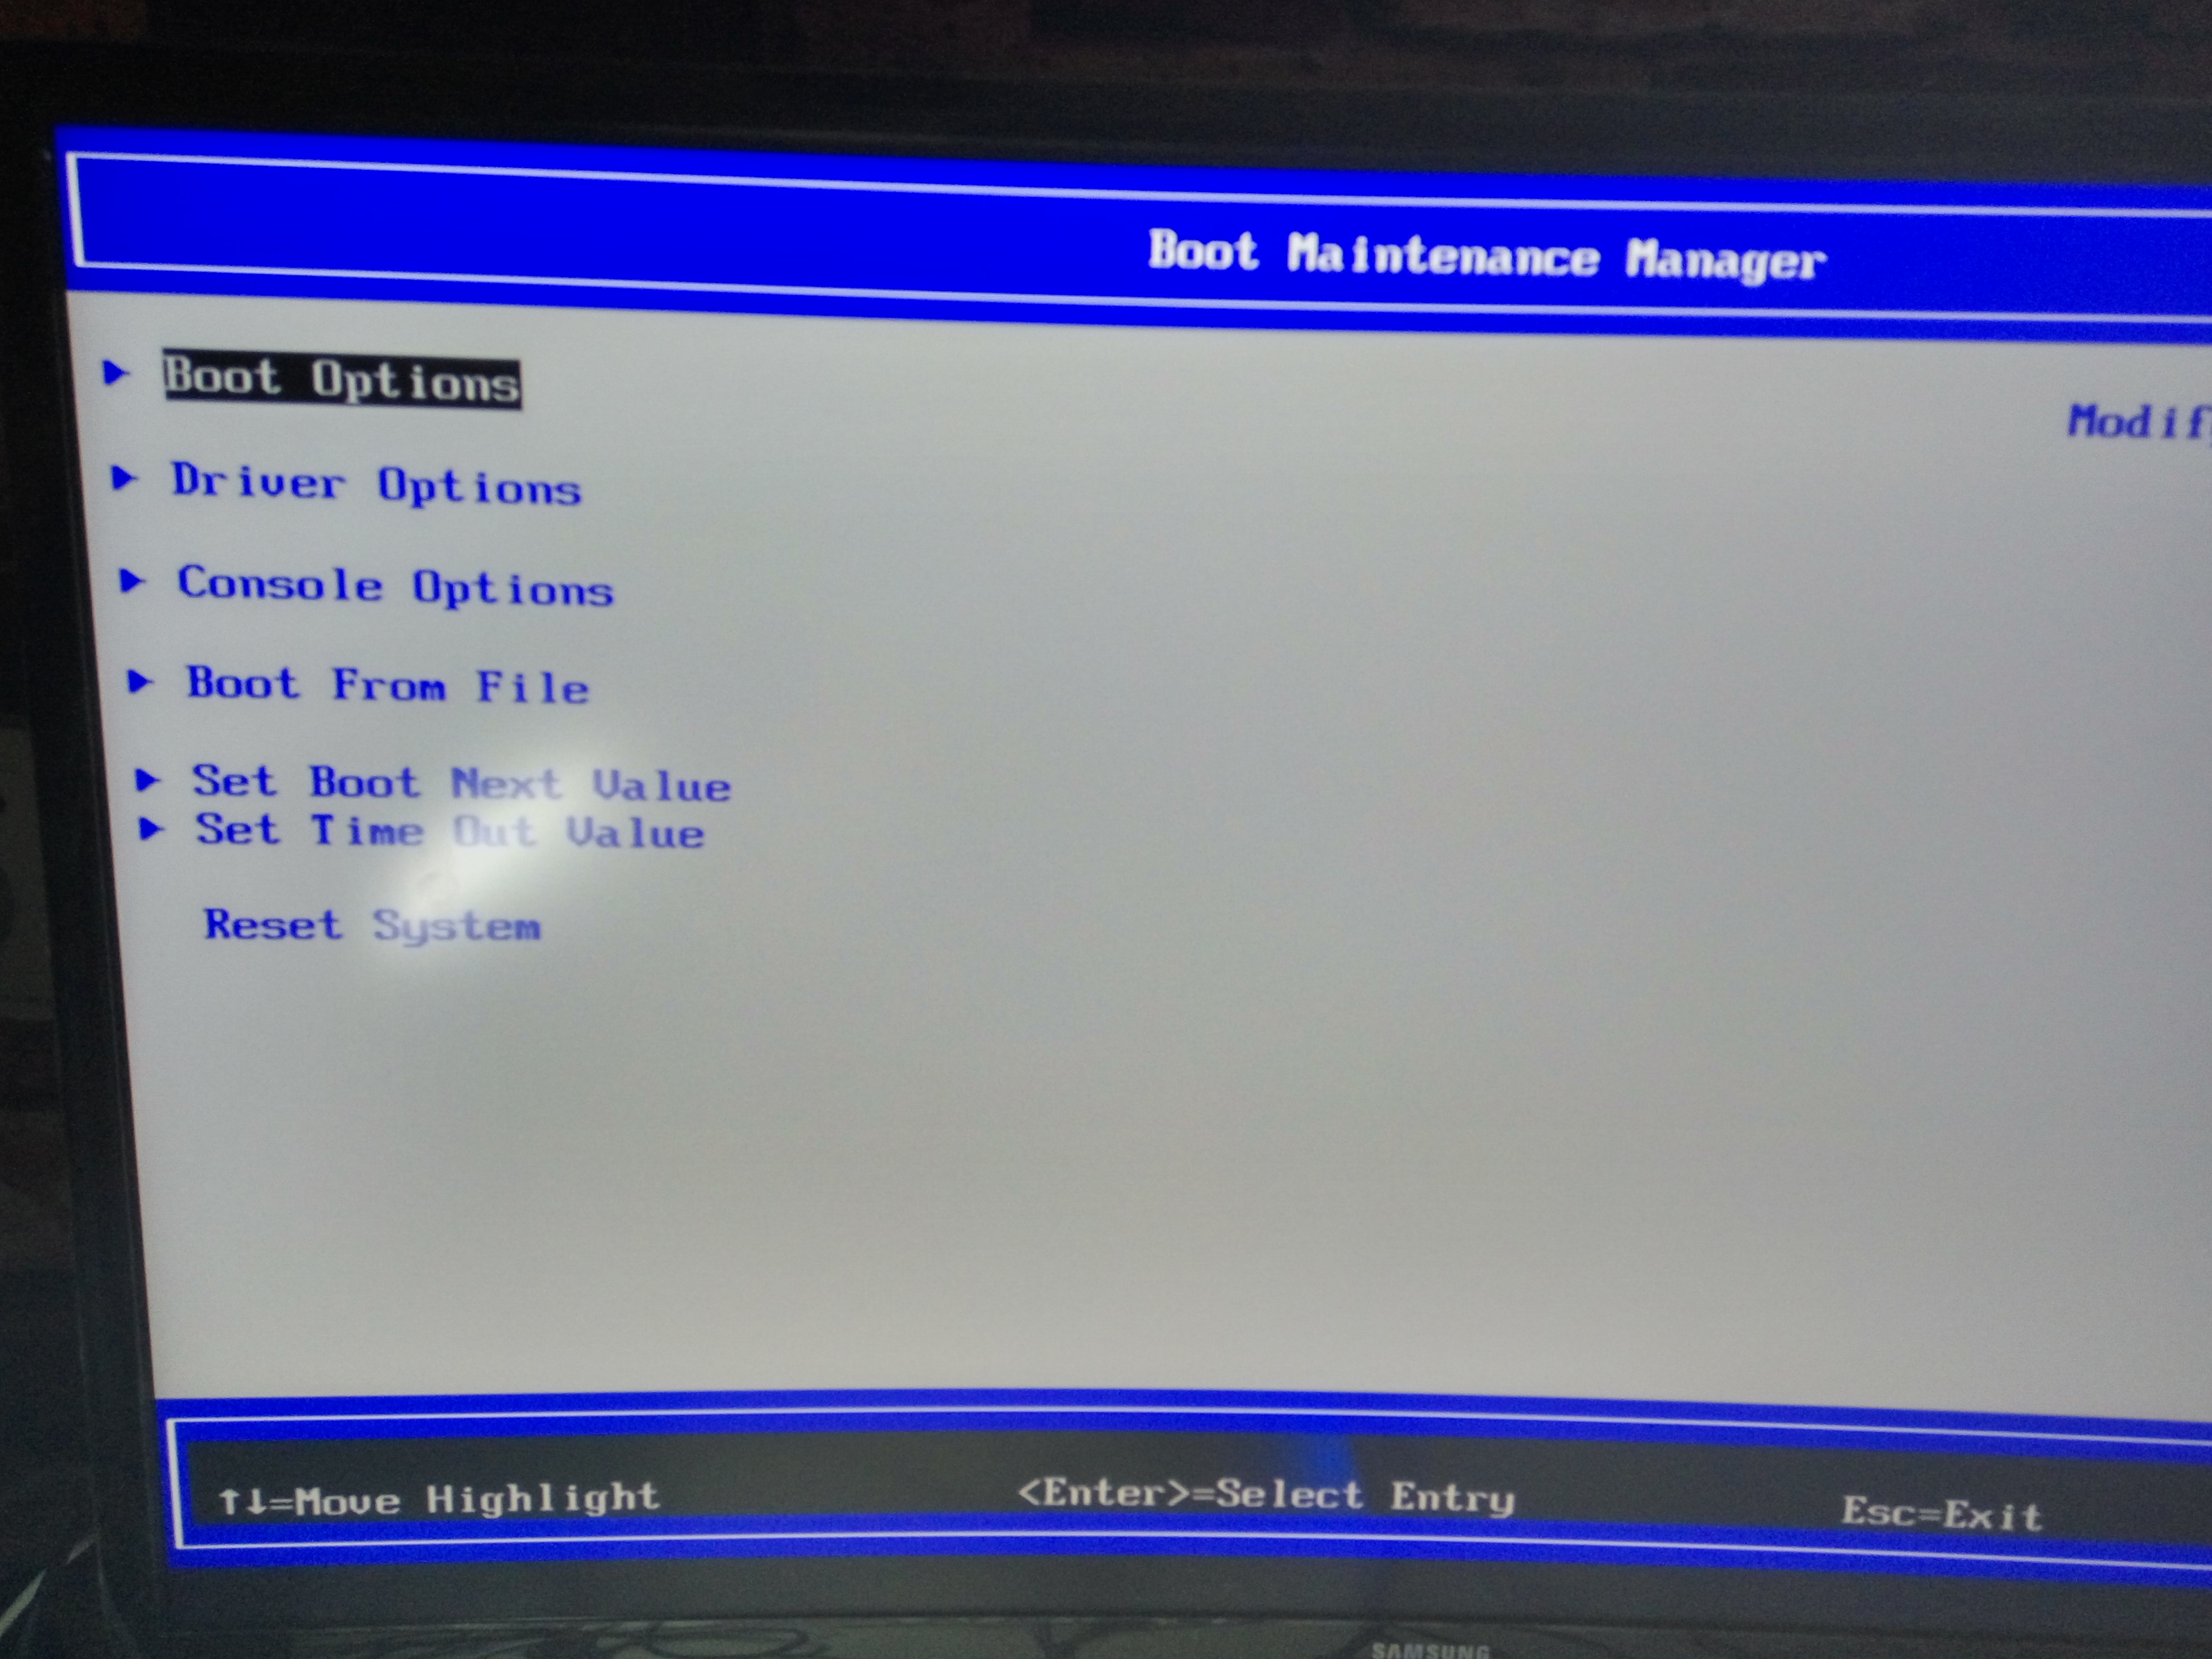 Boot Maintenance Manager
► Boot Options
Modif
► Driver Options
► Console Options
► Boot From File
► Set Boot Next Value
► Set Time Out Value
Reset System
↑↓=Move Highlight <Enter>=Select Entry Esc=Exit
SAMSUNG